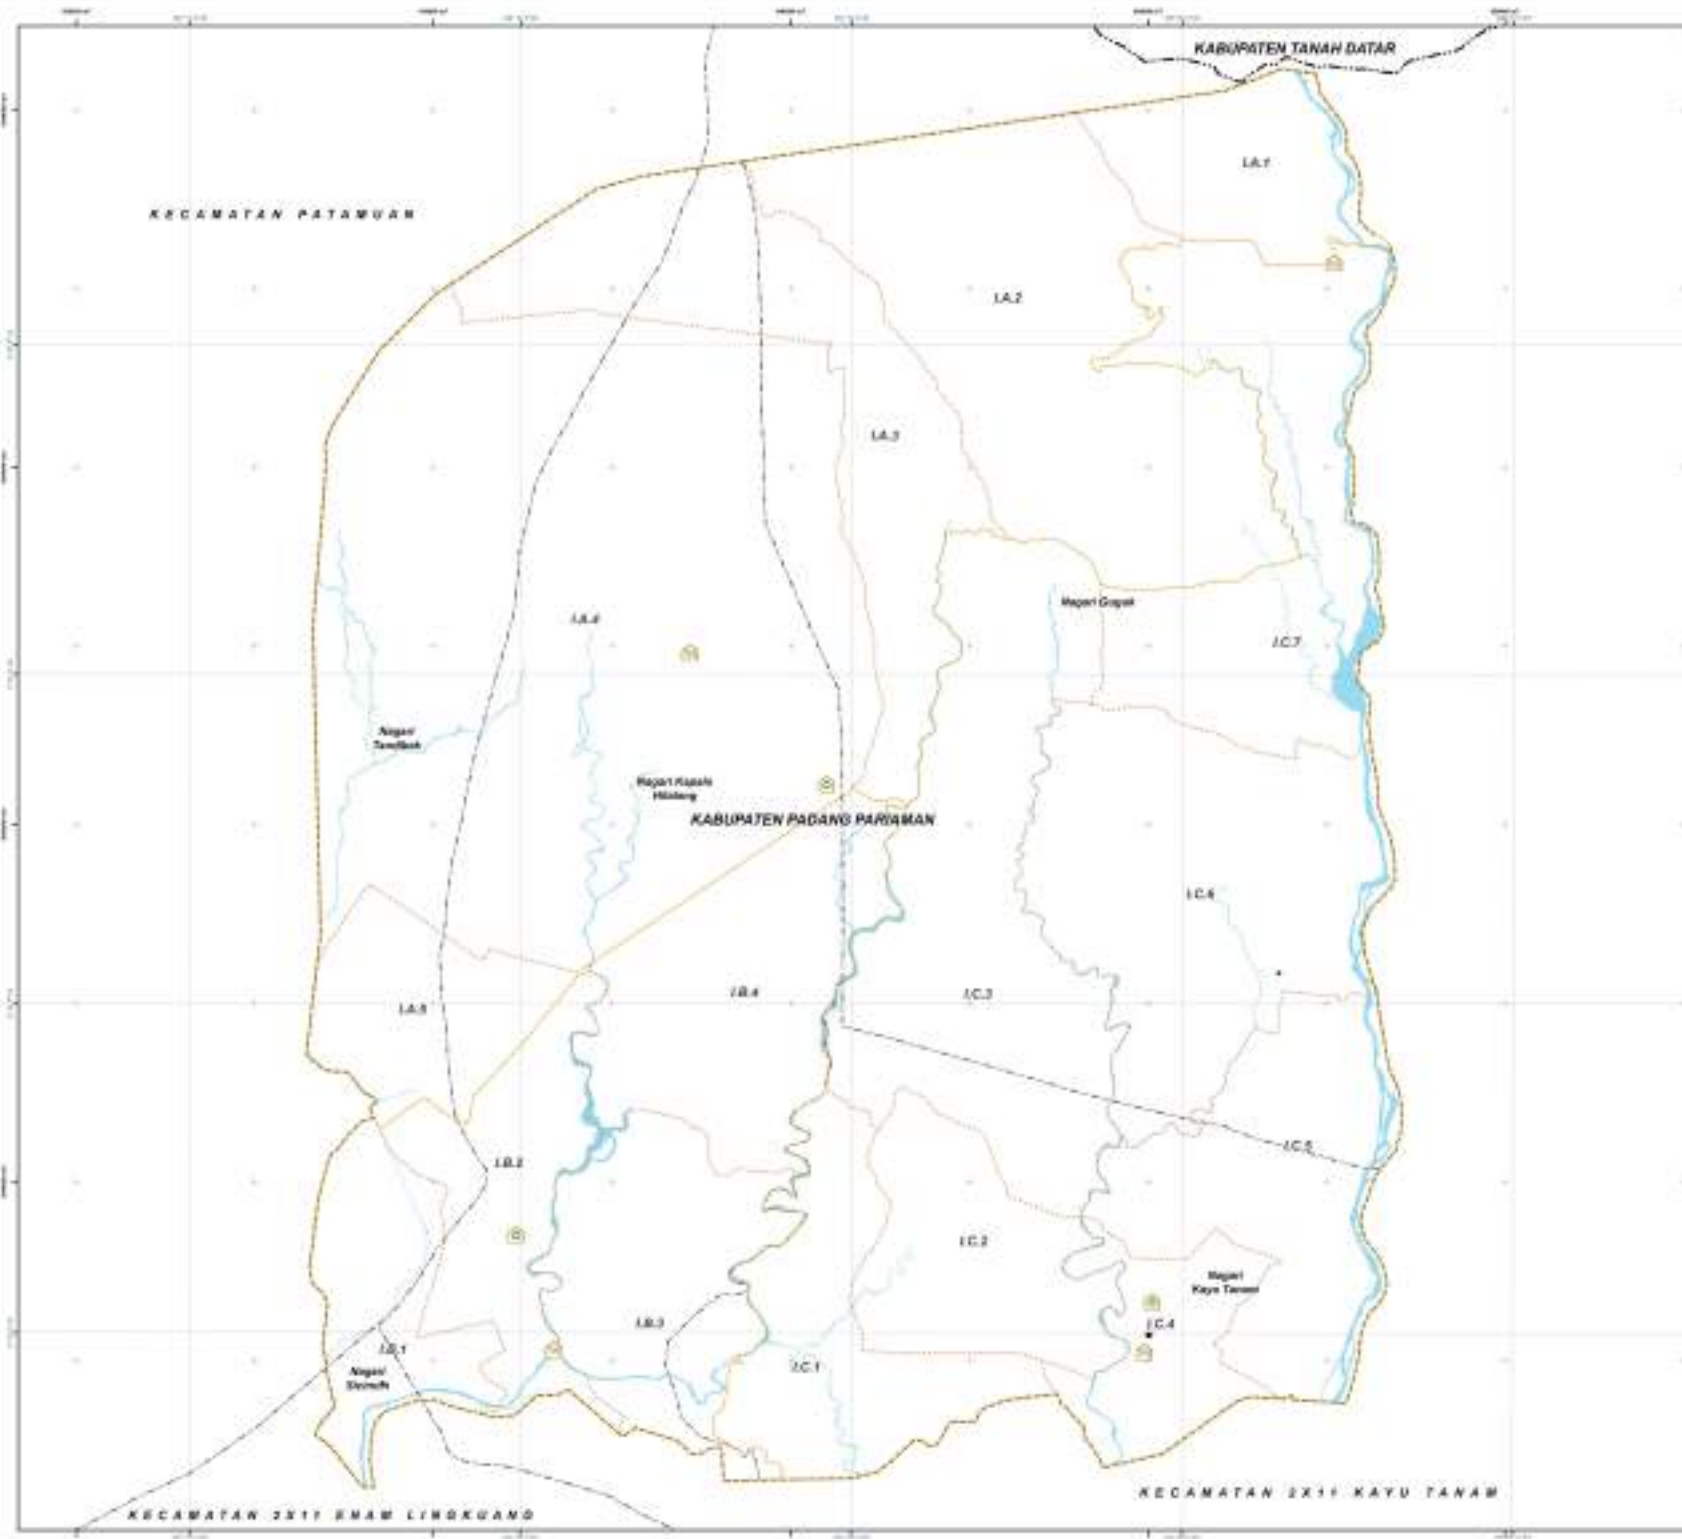 KABUPATEN TANAH DATAR
I.A.1
KECAMATAN PATAMUAN
I.A.2
I.A.3
Nagari Guguk
I.A.4
I.C.7
Nagari
Tandikek
Nagari Kapalo
Hilalang
KABUPATEN PADANG PARIAMAN
I.C.6
I.B.4
I.C.3
I.A.5
I.C.5
I.B.2
I.C.2
Nagari
Kayu Tanam
I.B.3
I.C.4
I.B.1
I.C.1
Nagari
Sicincin
KECAMATAN 2X11 KAYU TANAM
KECAMATAN 2X11 ENAM LINGKUANG